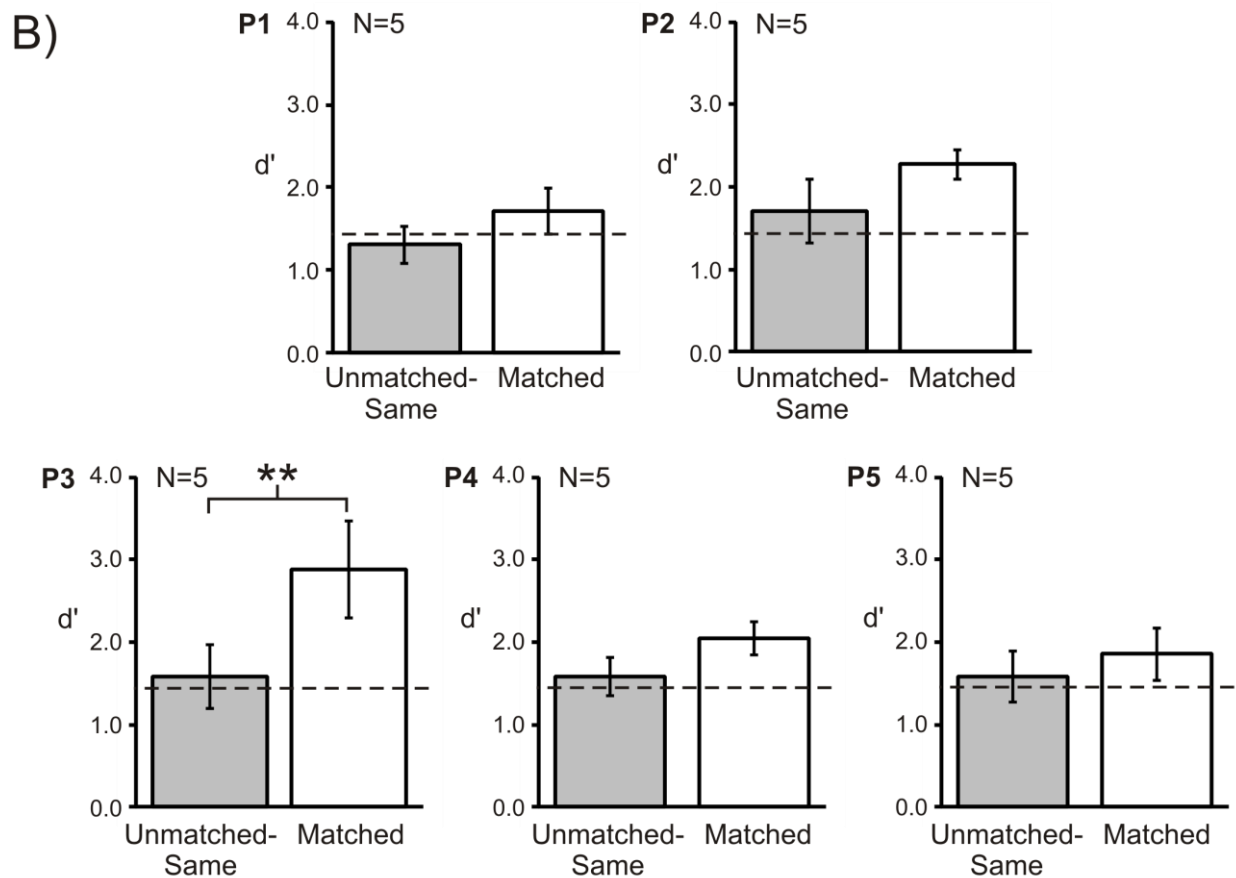 B)
P1 4.0 N=5
3.0
d'
2.0
1.0
0.0
Unmatched- Matched
Same
P2 4.0 N=5
3.0
d'
2.0
1.0
0.0
Unmatched- Matched
Same
P3 4.0 N=5 **
3.0
d'
2.0
1.0
0.0
Unmatched- Matched
Same
P4 4.0 N=5
3.0
d'
2.0
1.0
0.0
Unmatched- Matched
Same
P5 4.0 N=5
3.0
d'
2.0
1.0
0.0
Unmatched- Matched
Same